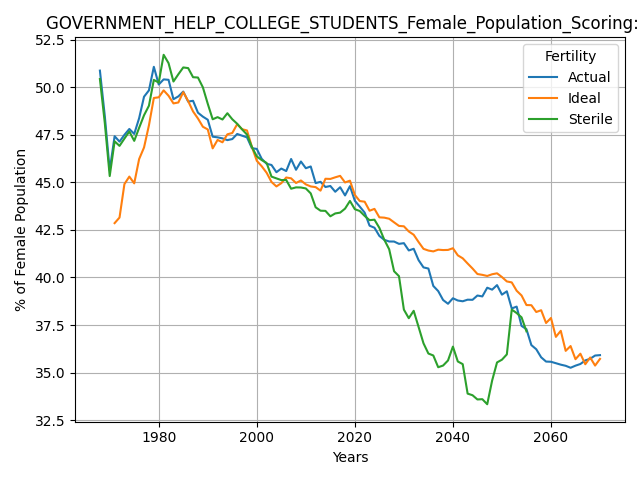 GOVERNMENT_HELP_COLLEGE_STUDENTS_Female_Population_Scoring:
52.5
50.0
47.5
45.0
42.5
40.0
37.5
35.0
32.5
% of Female Population
Fertility
Actual
Ideal
Sterile
1980
2000
2020
2040
2060
Years